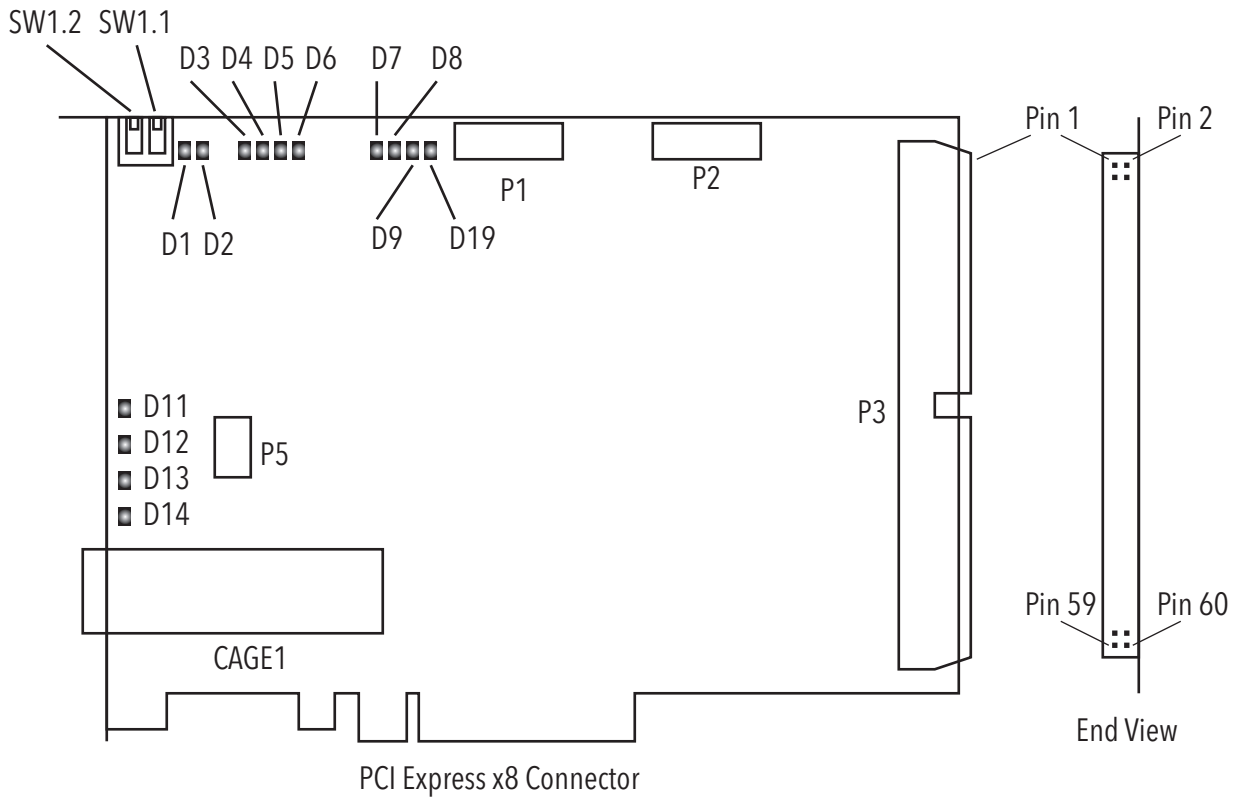 SW1.2 SW1.1
D3 D4 D5 D6 D7 D8
Pin 1 Pin 2
P1 P2
D1 D2 D9 D19
D11
D12
D13
D14
P5
P3
CAGE1
Pin 59 Pin 60
End View
PCI Express x8 Connector